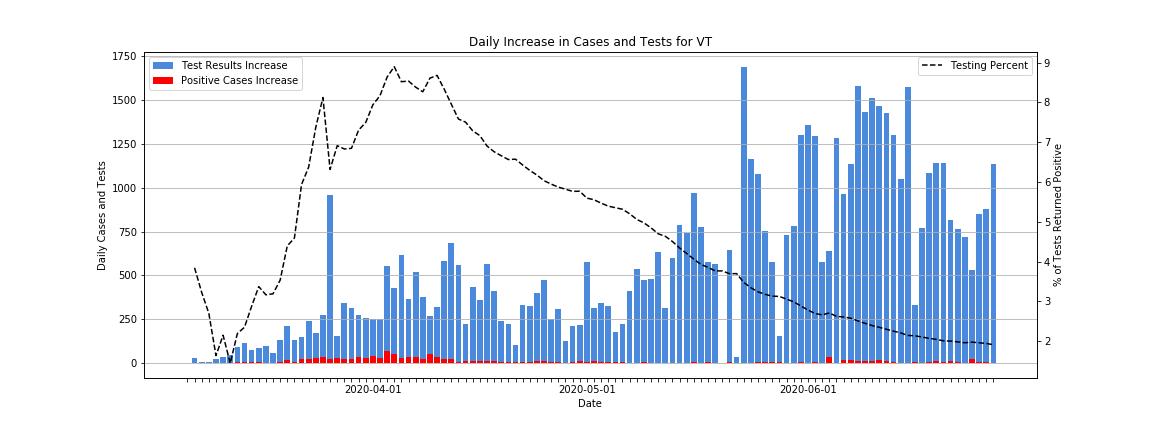 Daily Increase in Cases and Tests for VT
Test Results Increase
Positive Cases Increase
Testing Percent
Daily Cases and Tests
1750
1500
1250
1000
750
500
250
0
% of Tests Returned Positive
9
8
7
6
5
4
3
2
2020-04-01
2020-05-01
2020-06-01
Date